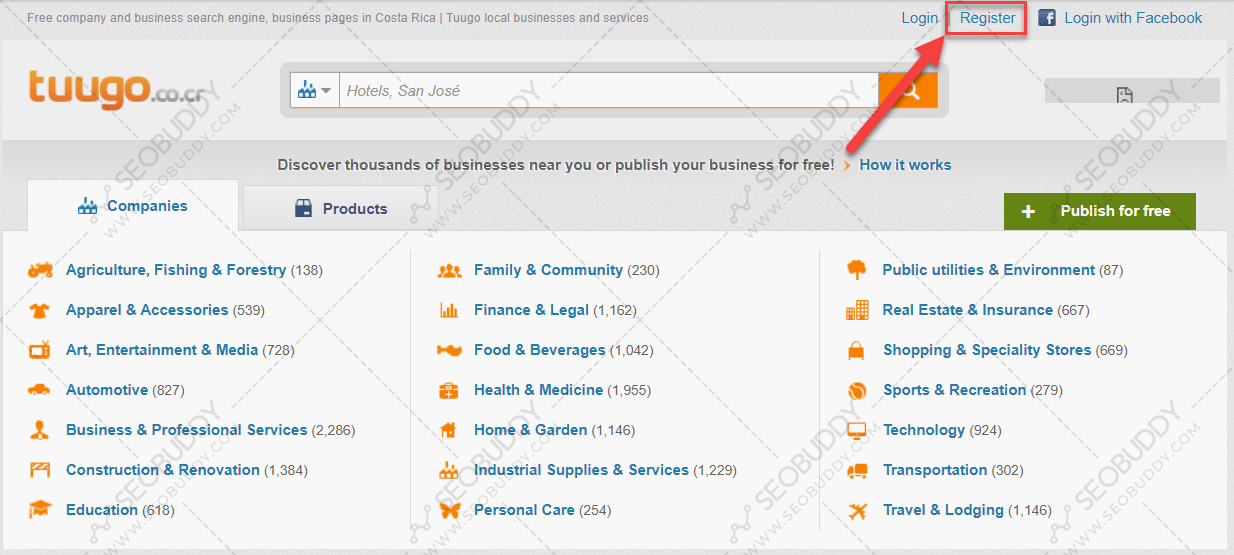 Free company and business search engine, business pages in Costa Rica | Tuugo local businesses and services
Login | Register Login with Facebook
tuugo.co.cr
Hotels, San José
Discover thousands of businesses near you or publish your business for free! › How it works
Companies
Products
+ Publish for free
Agriculture, Fishing & Forestry (138)
Apparel & Accessories (539)
Art, Entertainment & Media (728)
Automotive (827)
Business & Professional Services (2,286)
Construction & Renovation (1,384)
Education (618)
Family & Community (230)
Finance & Legal (1,162)
Food & Beverages (1,042)
Health & Medicine (1,955)
Home & Garden (1,146)
Industrial Supplies & Services (1,229)
Personal Care (254)
Public utilities & Environment (87)
Real Estate & Insurance (667)
Shopping & Speciality Stores (669)
Sports & Recreation (279)
Technology (924)
Transportation (302)
Travel & Lodging (1,146)
SEOBUDDY
WWW.SEOBUDDY.COM